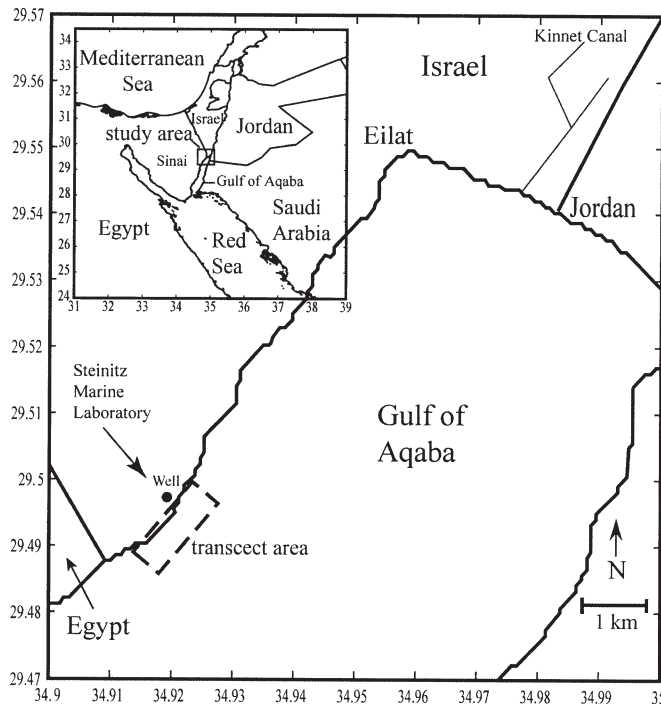 29.57
29.56
29.55
29.54
29.53
29.52
29.51
29.5
29.49
29.48
29.47
34.9
34.91
34.92
34.93
34.94
34.95
34.96
34.97
34.98
34.99
35
34
33
32
31
30
29
28
27
26
25
24
31
32
33
34
35
36
37
38
39
Mediterranean
Sea
Israel
study area
Jordan
Sinai
Gulf of Aqaba
Egypt
Saudi
Arabia
Red
Sea
Kinnet Canal
Israel
Eilat
Jordan
Steinitz
Marine
Laboratory
Well
Gulf of
Aqaba
transcect area
Egypt
N
1 km